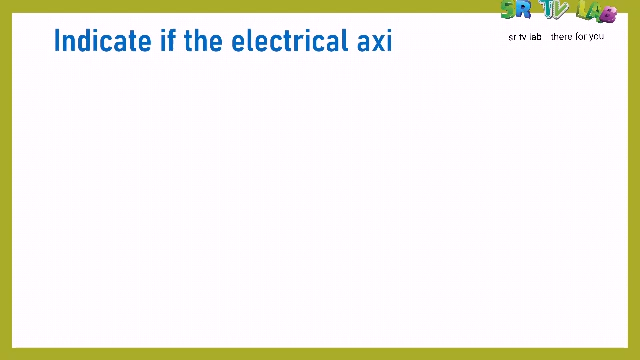 SR TV LAB
Indicate if the electrical axi
sr tv lab there for you